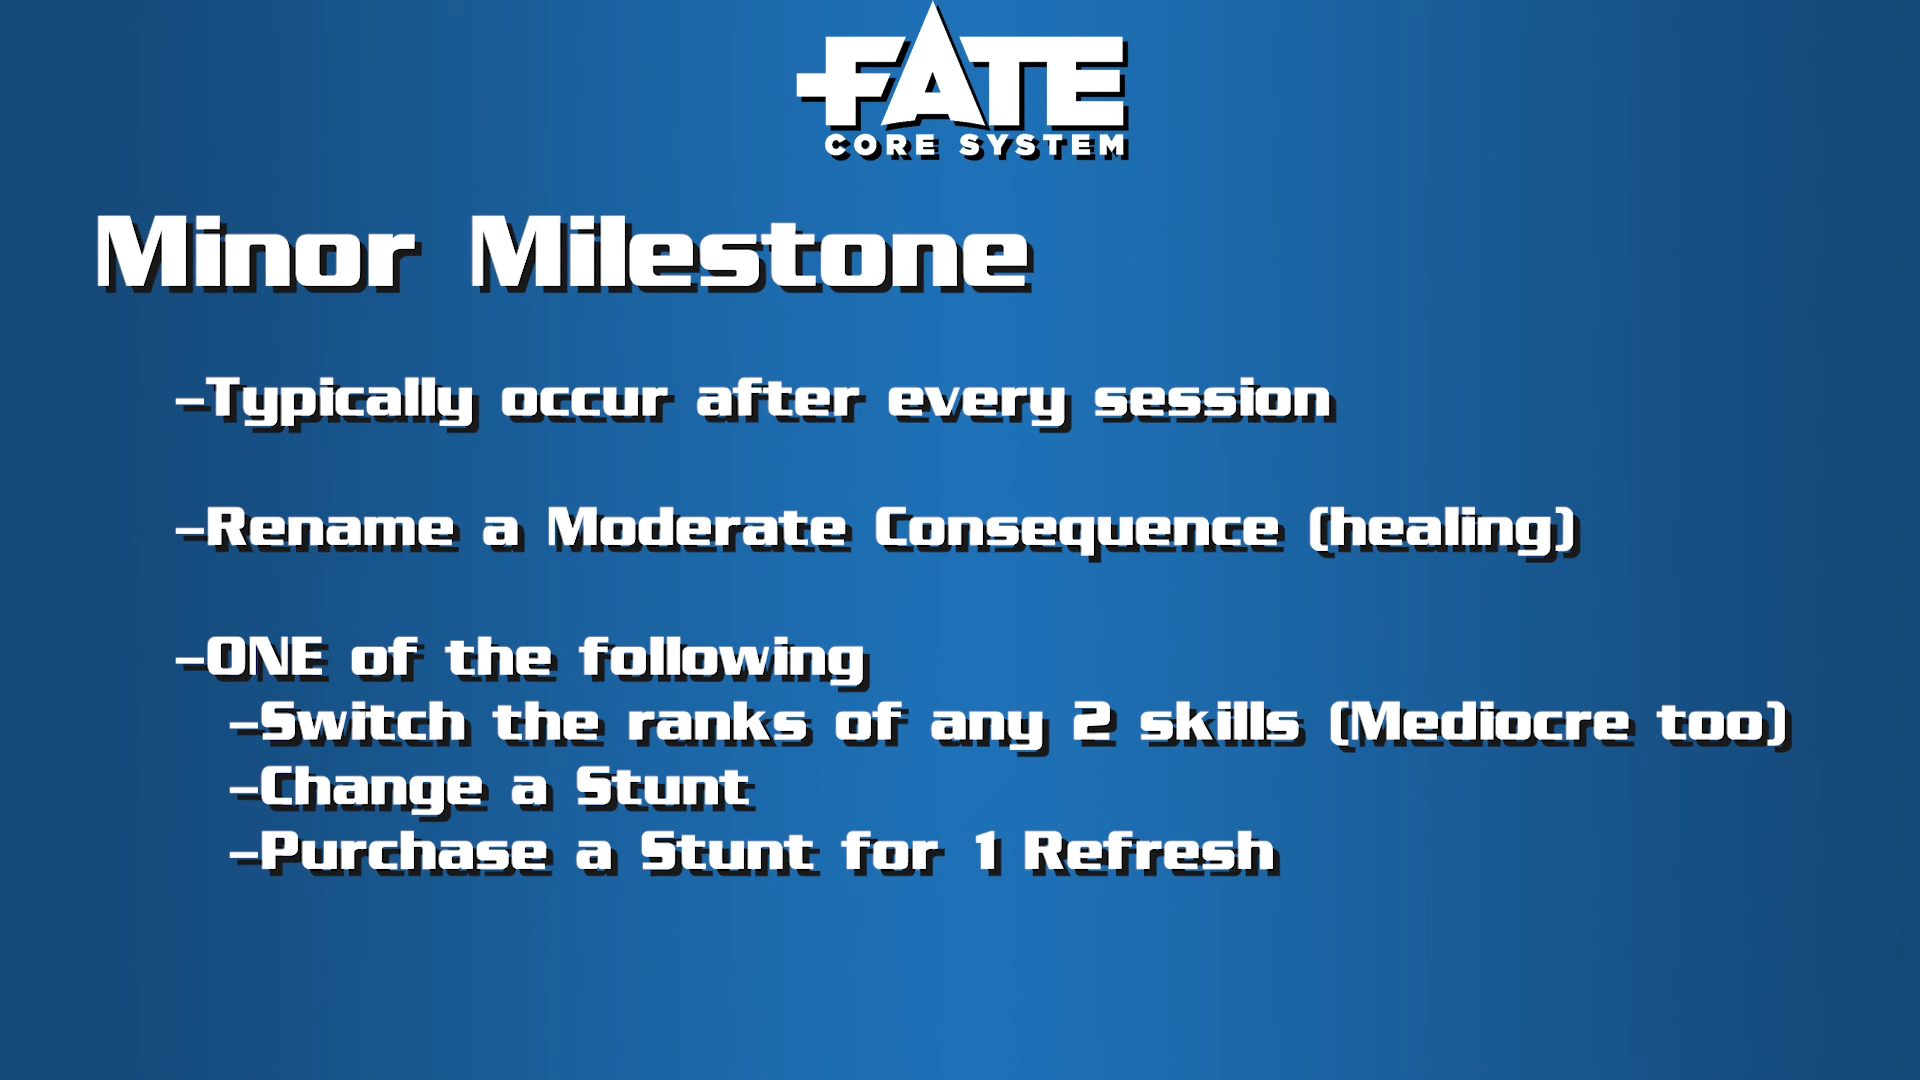 FATE
CORE SYSTEM
Minor Milestone
-Typically occur after every session
-Rename a Moderate Consequence (healing)
-ONE of the following
-Switch the ranks of any 2 skills (Mediocre too)
-Change a Stunt
-Purchase a Stunt for 1 Refresh